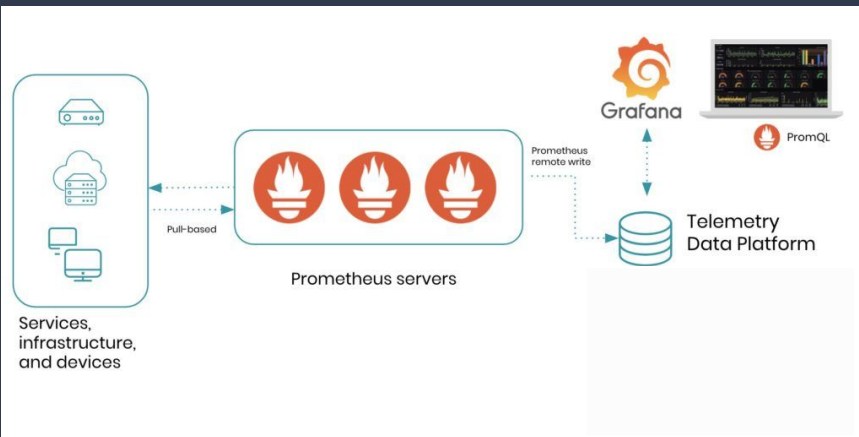 Services,
infrastructure,
and devices
Pull-based
Prometheus servers
Prometheus
remote write
Grafana
PromQL
Telemetry
Data Platform